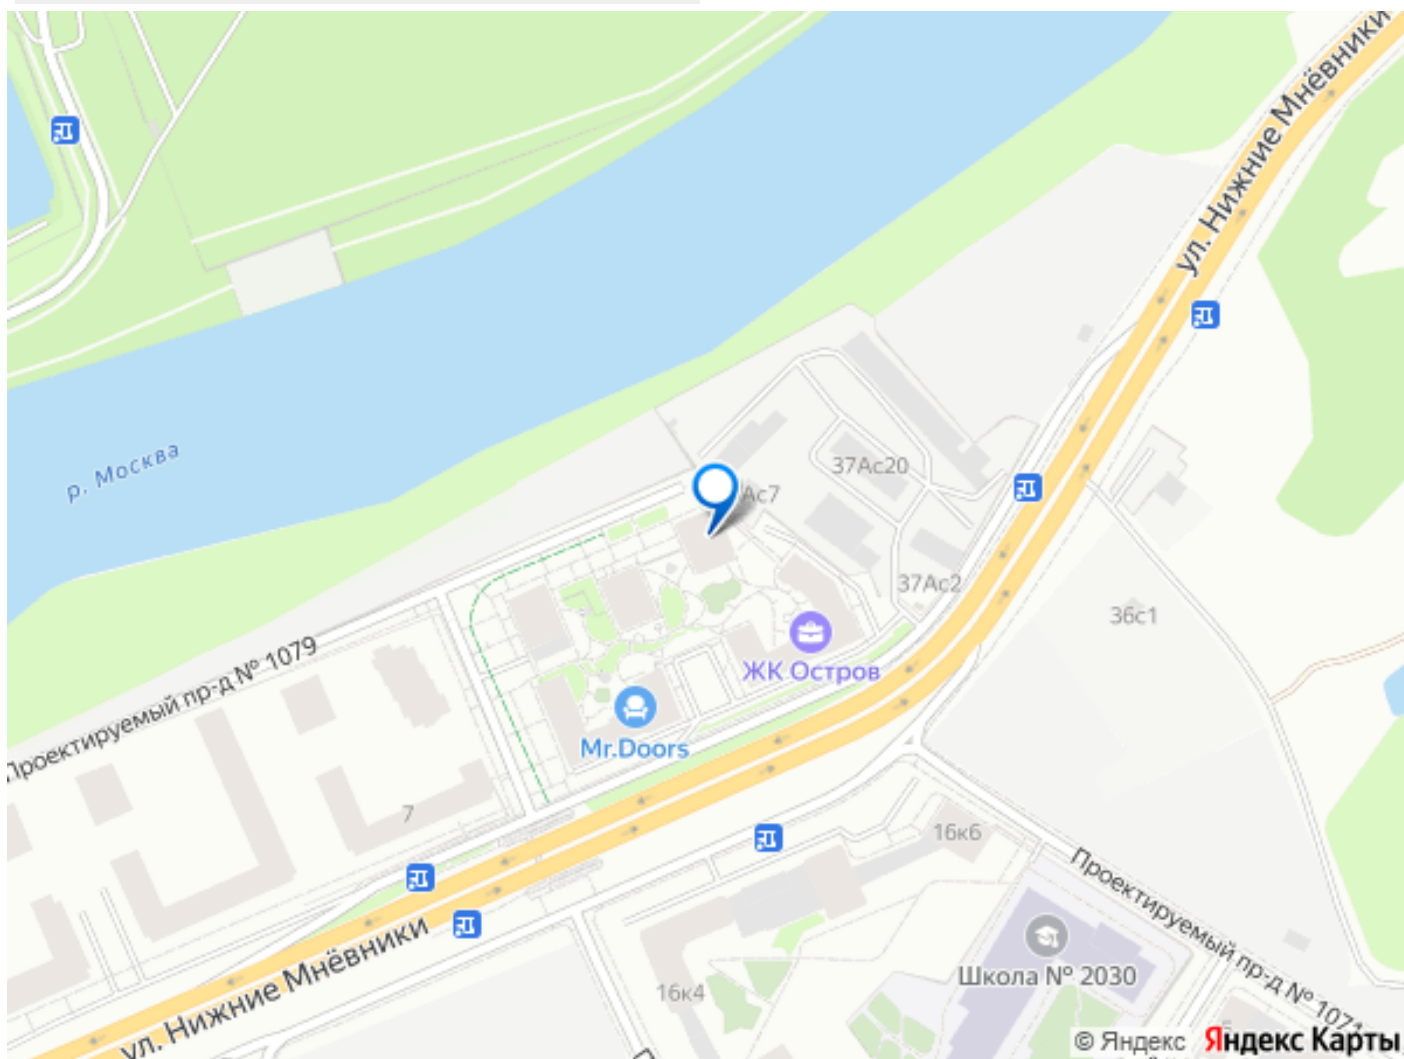 ул. Нижние Мнёвники
р. Москва
37Ас20
Ас7
37Ас2
36с1
ЖК Остров
Проектируемый пр-д № 1079
Mr.Doors
7
16к6
Проектируемый пр-д № 1071
ул. Нижние Мнёвники
Школа № 2030
16к4
© Яндекс Яндекс Карты